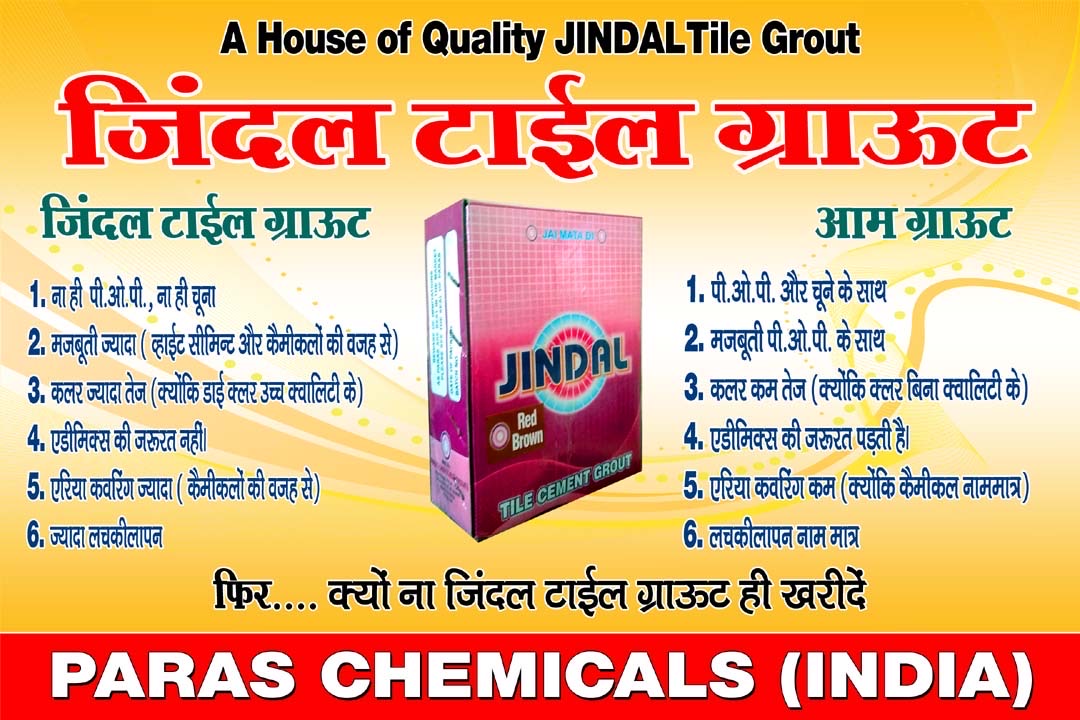 A House of Quality JINDALTile Grout
जिंदल टाईल ग्राऊट
जिंदल टाईल ग्राऊट
1. ना ही पी.ओ.पी., ना ही चूना
2. मजबूती ज्यादा ( व्हाईट सीमिन्ट और कैमीकलों की वजह से)
3. कलर ज्यादा तेज (क्योंकि डाई क्लर उच्च क्वालिटी के)
4. एडीमिक्स की जरूरत नहीं।
5. एरिया कवरिंग ज्यादा ( कैमीकलों की वजह से)
6. ज्यादा लचकीलापन
JAI MATA DI
JINDAL
Red
Brown
TILE CEMENT GROUT
आम ग्राऊट
1. पी.ओ.पी. और चूने के साथ
2. मजबूती पी.ओ.पी. के साथ
3. कलर कम तेज (क्योंकि क्लर बिना क्वालिटी के)
4. एडीमिक्स की जरूरत पड़ती है।
5. एरिया कवरिंग कम (क्योंकि कैमीकल नाममात्र)
6. लचकीलापन नाम मात्र
फिर.... क्यों ना जिंदल टाईल ग्राऊट ही खरीदें
PARAS CHEMICALS (INDIA)